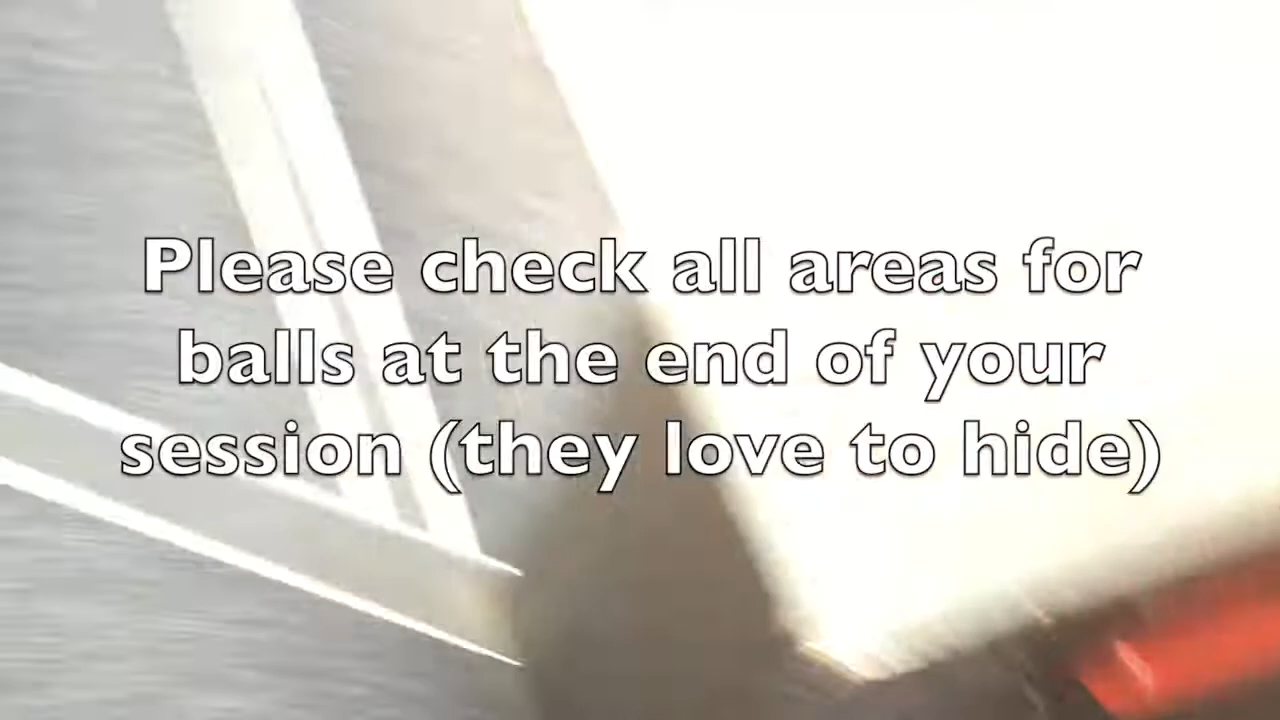 Please check all areas for
balls at the end of your
session (they love to hide)